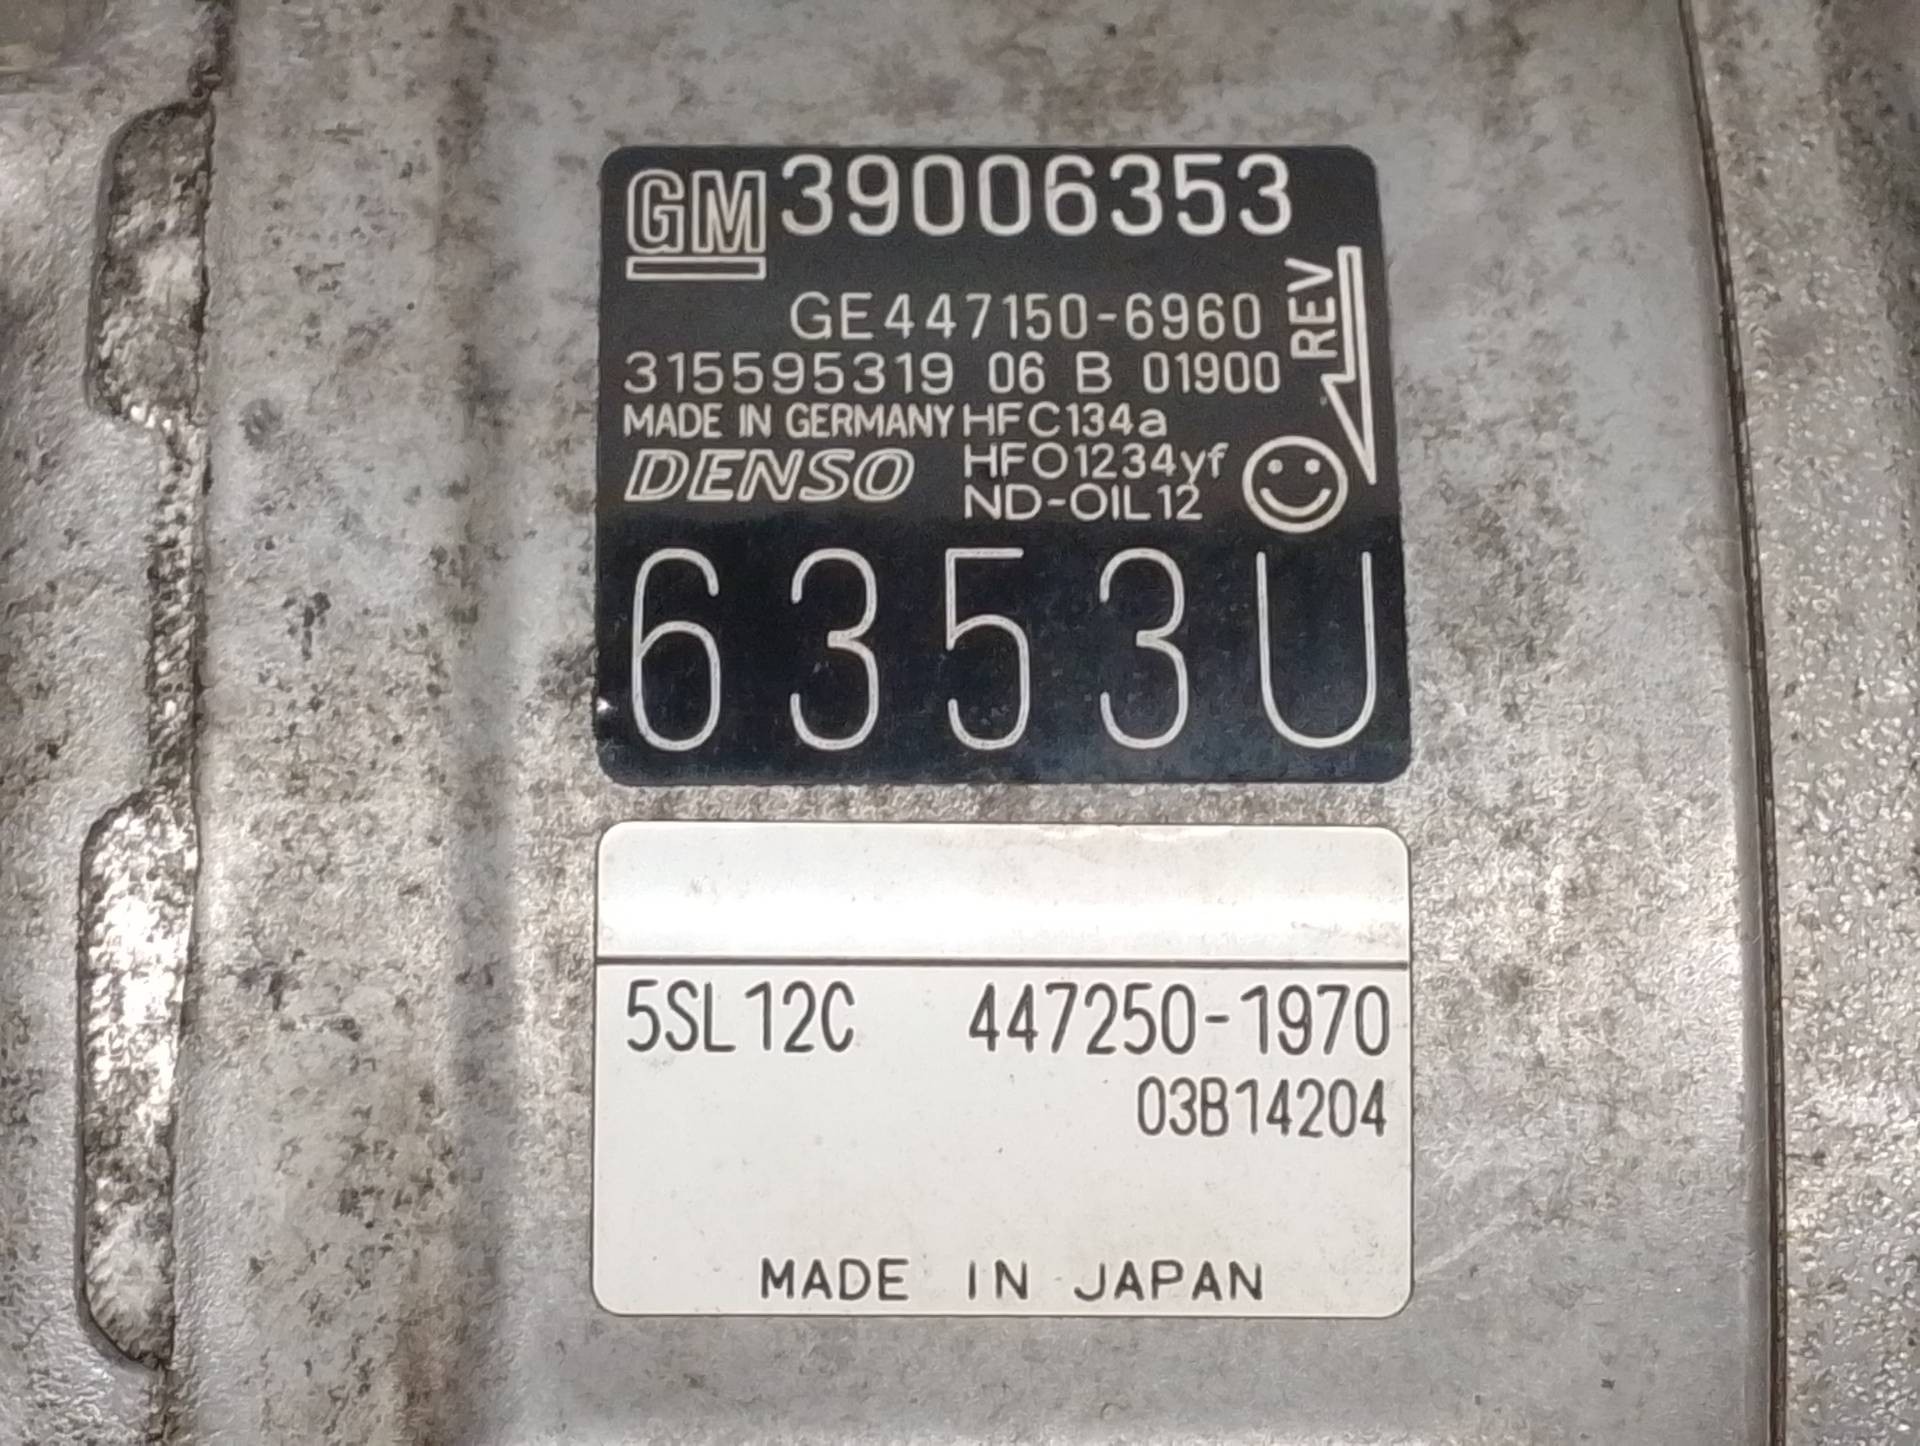 GM 39006353
GE447150-6960
315595319 06 B 01900
REV
MADE IN GERMANY HFC134a
DENSO HFO1234yf
ND-OIL12
6353U
5SL12C 447250-1970
03B14204
MADE IN JAPAN